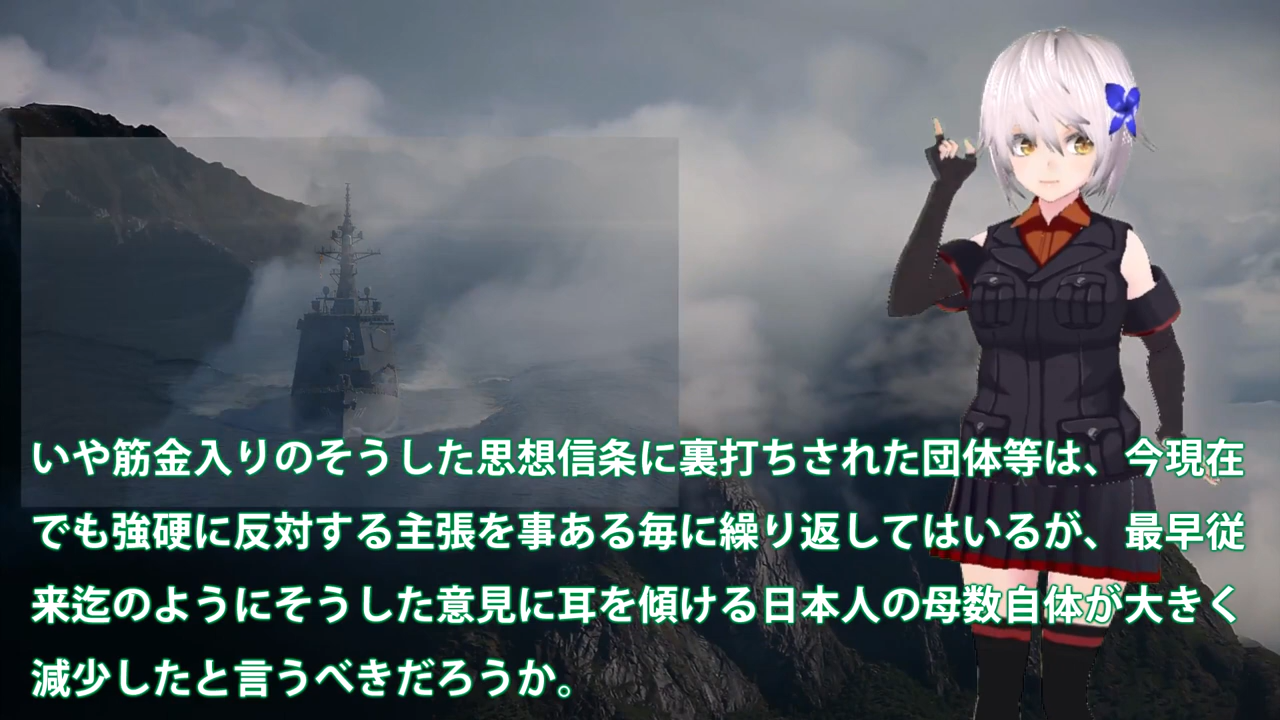 いや筋金入りのそうした思想信条に裏打ちされた団体等は、今現在
でも強硬に反対する主張を事ある毎に繰り返してはいるが、最早従
来迄のようにそうした意見に耳を傾ける日本人の母数自体が大きく
減少したと言うべきだろうか。